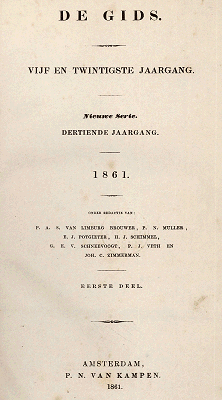 DE GIDS.
VIJF EN TWINTIGSTE JAARGANG.
Nieuwe Serie.
DERTIENDE JAARGANG.
1861.
ONDER REDACTIE VAN:
P. A. S. VAN LIMBURG BROUWER, P. N. MULLER,
E. J. POTGIETER, H. J. SCHIMMEL,
G. E. V. SCHNEEVOOGT, P. J. VETH EN
JOH. C. ZIMMERMAN.
EERSTE DEEL.
AMSTERDAM,
P. N. VAN KAMPEN.
1861.